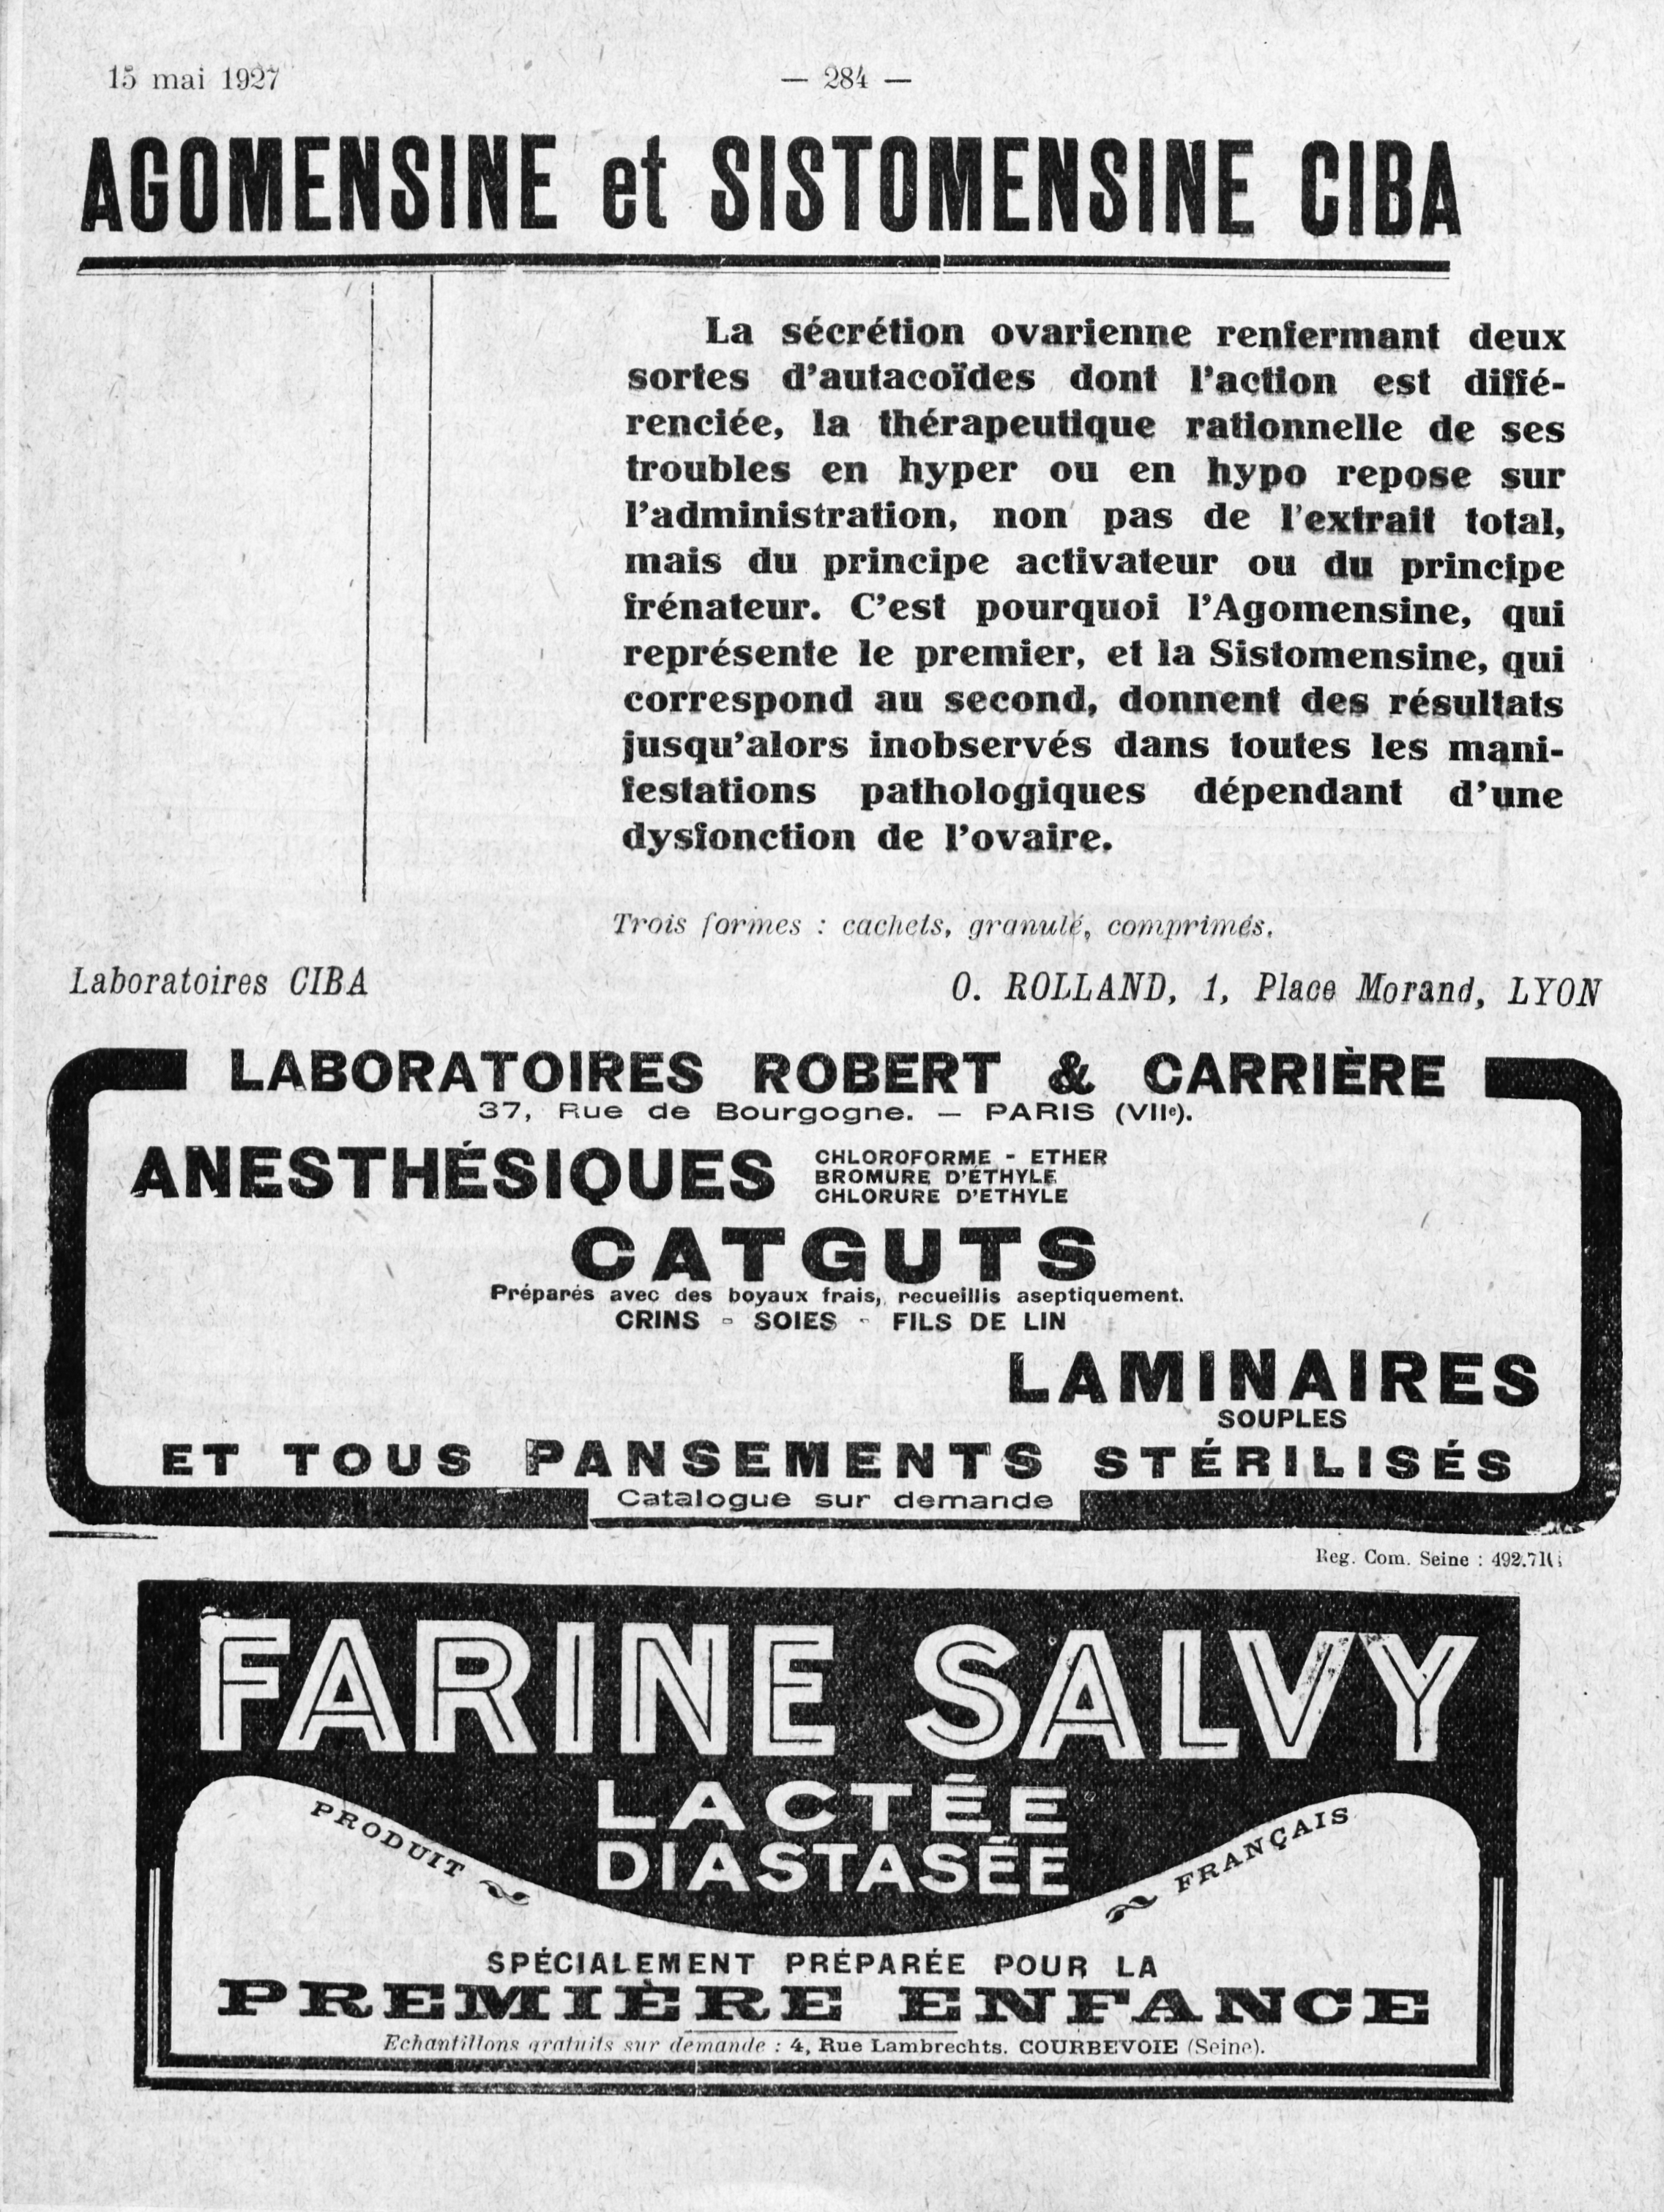 15 mai 1927
— 284 —
AGOMENSINE et SISTOMENSINE CIBA
La sécrétion ovarienne renfermant deux
sortes d'autacoïdes dont l'action est diffé-
renciée, la thérapeutique rationnelle de ses
troubles en hyper ou en hypo repose sur
l'administration, non pas de l'extrait total,
mais du principe activateur ou du principe
frénateur. C'est pourquoi l'Agomensine, qui
représente le premier, et la Sistomensine, qui
correspond au second, donnent des résultats
jusqu'alors inobservés dans toutes les mani-
festations pathologiques dépendant d'une
dysfonction de l'ovaire.
Trois formes : cachets, granulé, comprimés.
Laboratoires CIBA
O. ROLLAND, 1, Place Morand, LYON
LABORATOIRES ROBERT & CARRIÈRE
37, Rue de Bourgogne. — PARIS (VIIe).
ANESTHÉSIQUES
CHLOROFORME - ETHER
BROMURE D'ÉTHYLE
CHLORURE D'ETHYLE
CATGUTS
Préparés avec des boyaux frais, recueillis aseptiquement.
CRINS - SOIES - FILS DE LIN
LAMINAIRES
SOUPLES
ET TOUS PANSEMENTS STÉRILISÉS
Catalogue sur demande
Reg. Com. Seine :
FARINE SALVY
LACTÉE
DIASTASÉE
PRODUIT
FRANÇAIS
SPÉCIALEMENT PRÉPARÉE POUR LA
PREMIÈRE ENFANCE
Echantillons gratuits sur demande : 4, Rue Lambrechts. COURBEVOIE (Seine).